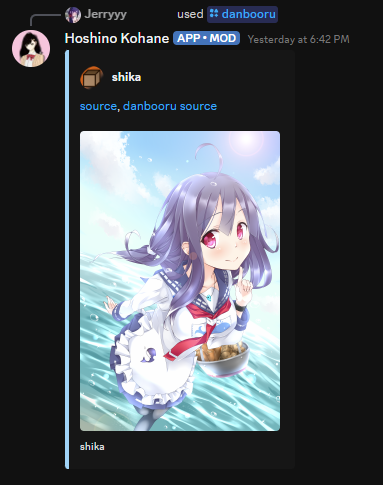 Jerryyy used danbooru
Hoshino Kohane APP • MOD Yesterday at 6:42 PM
shika
source, danbooru source
shika